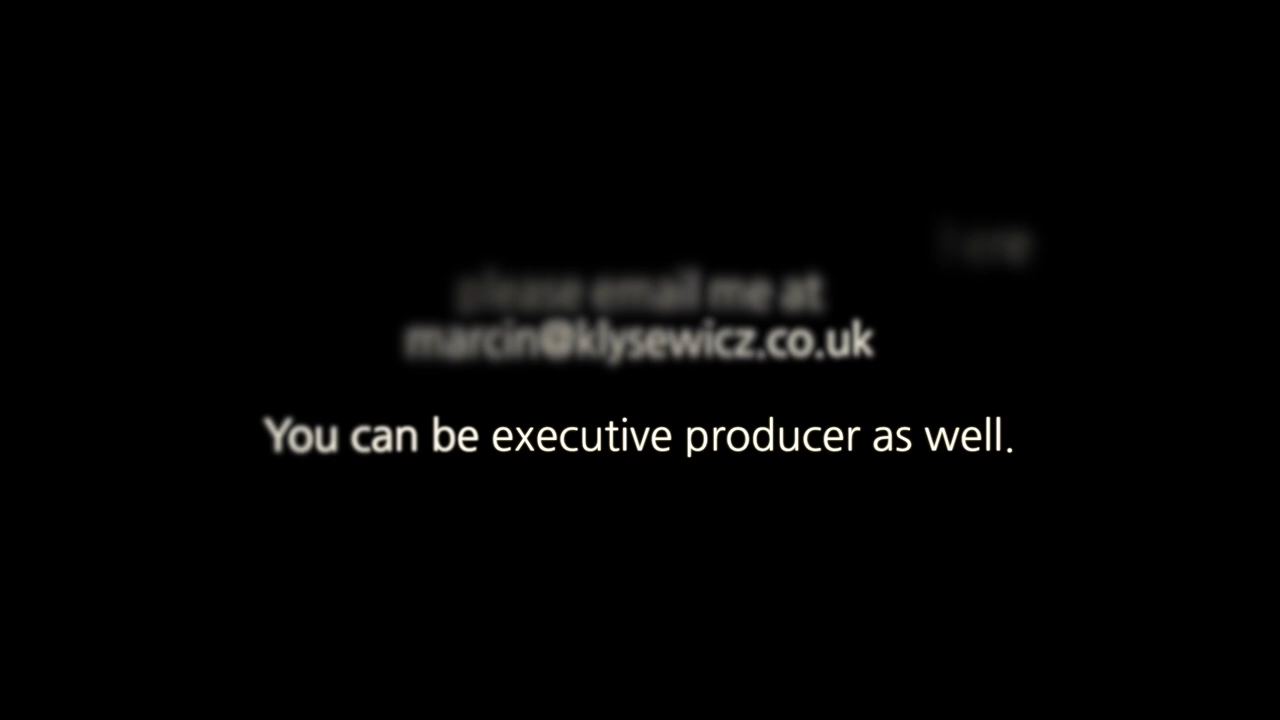 please email me at
marcin@klysewicz.co.uk
You can be executive producer as well.